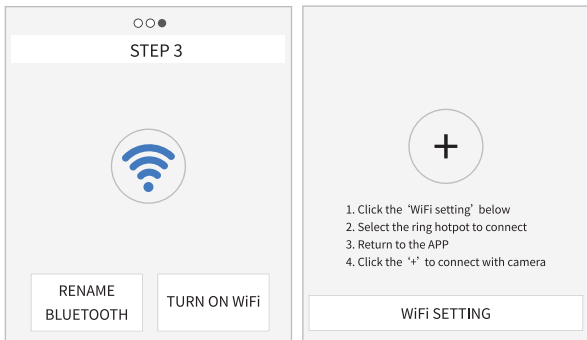 STEP 3
RENAME
BLUETOOTH
TURN ON WiFi
+
1. Click the ‘WiFi setting’ below
2. Select the ring hotpot to connect
3. Return to the APP
4. Click the ‘+’ to connect with camera
WiFi SETTING